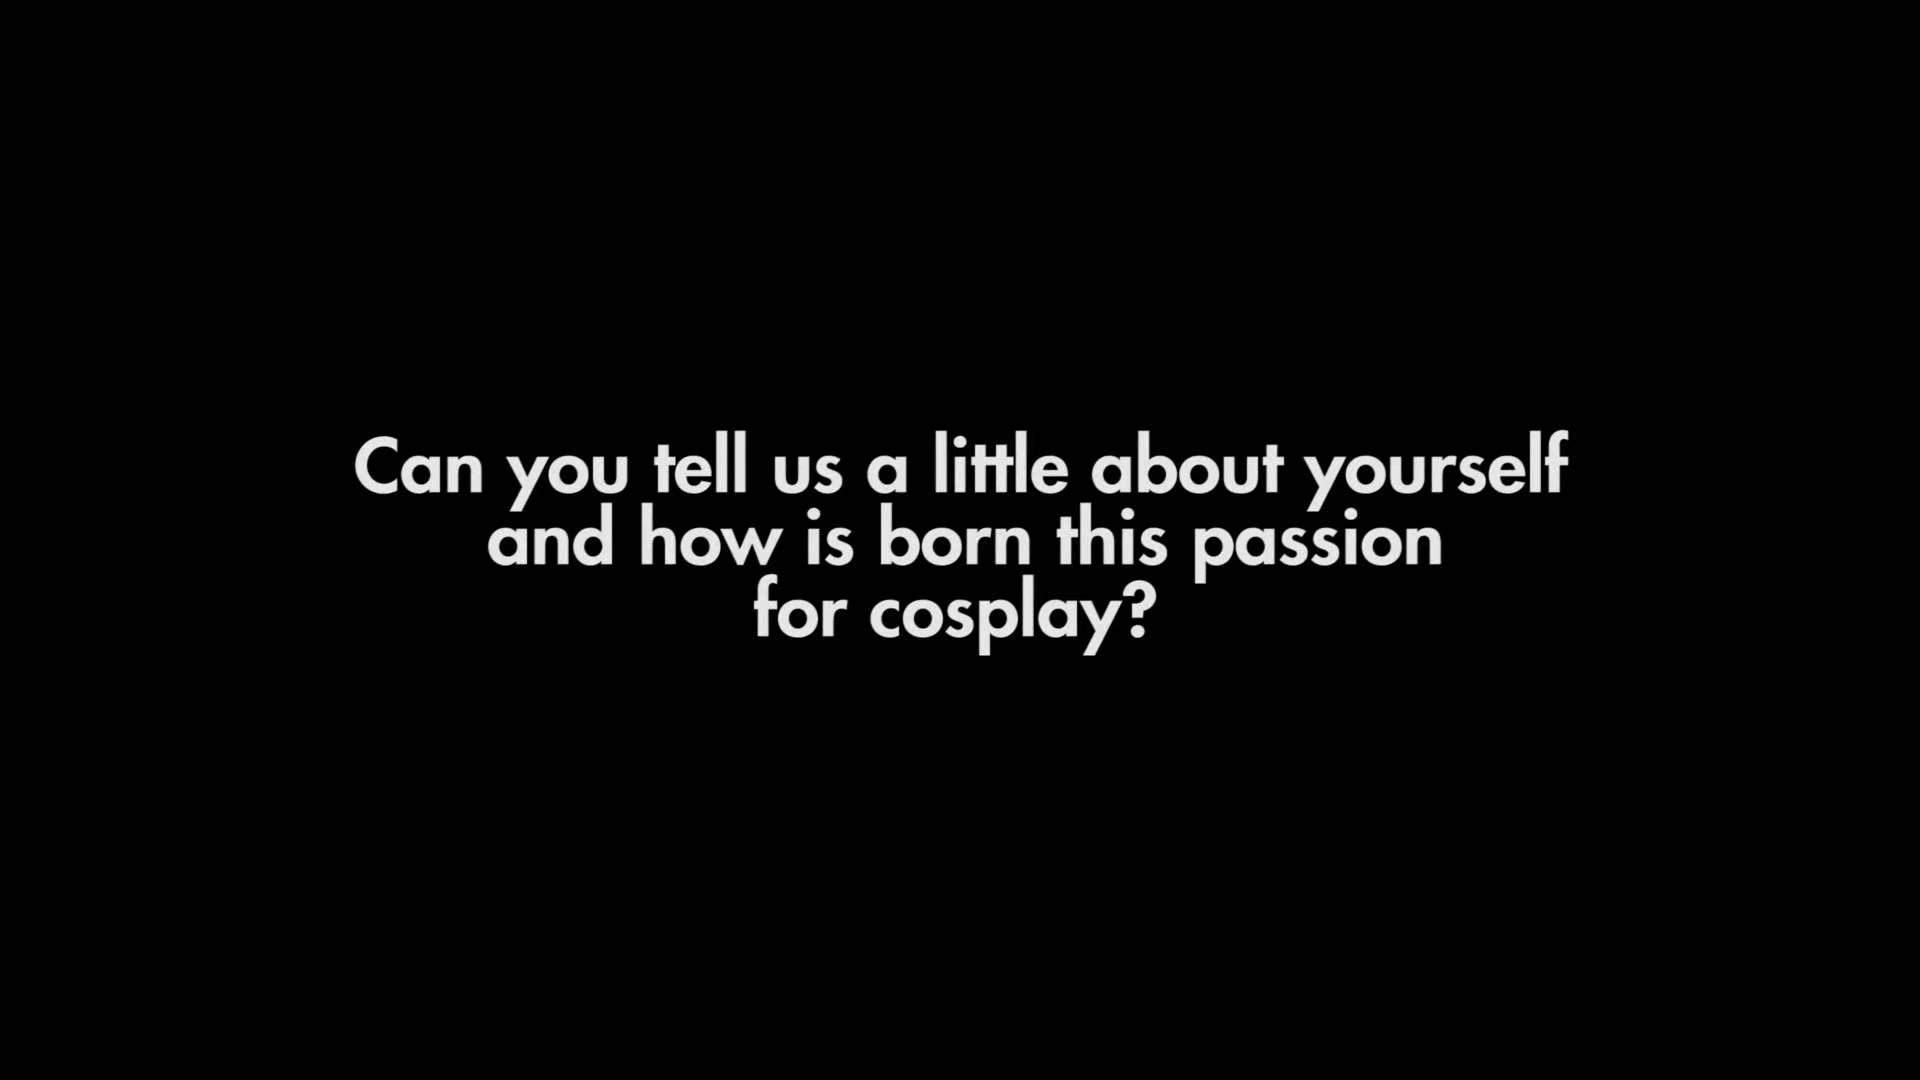 Can you tell us a little about yourself
and how is born this passion
for cosplay?